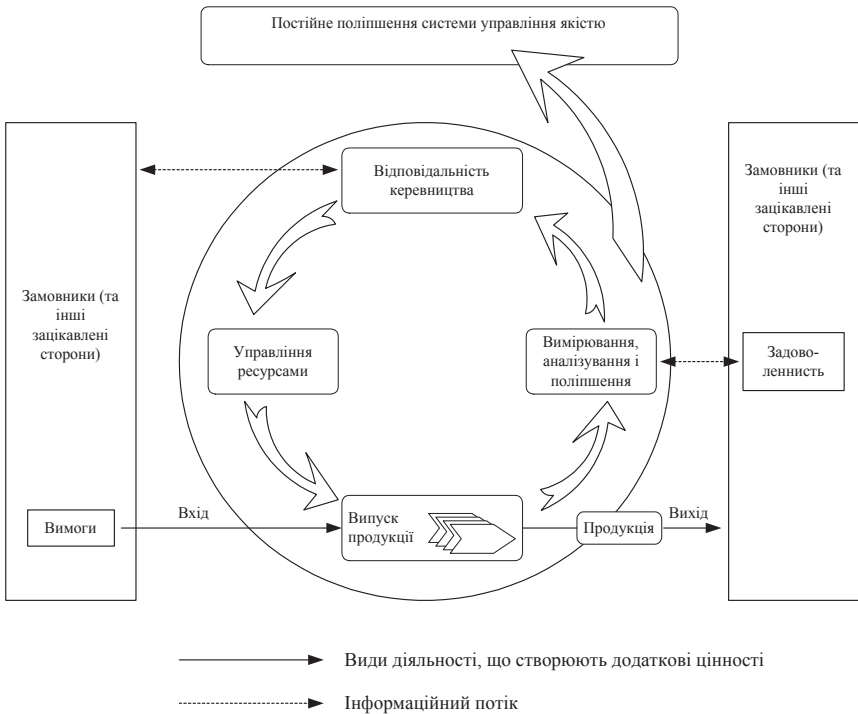 Постійне поліпшення системи управління якістю
Відповідальність
керевництва
Замовники (та
інші
зацікавлені
сторони)
Замовники (та
інші
зацікавлені
сторони)
Управління
ресурсами
Вимірювання,
аналізування і
поліпшення
Задово-
леннисть
Вимоги
Вхід
Випуск
продукції
Продукція
Вихід
Види діяльності, що створюють додаткові цінності
Інформаційний потік